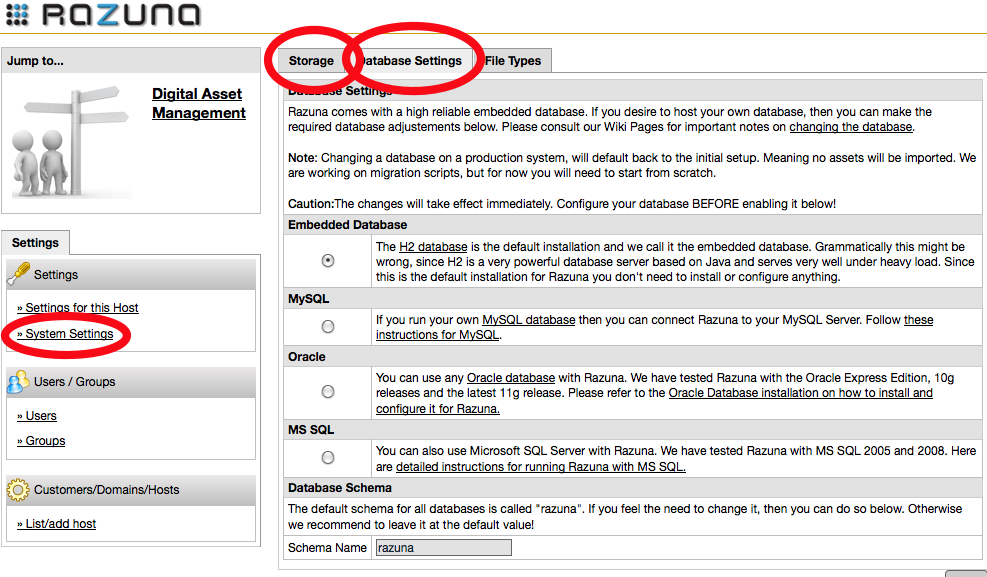 RAZUNA
Jump to...
Digital Asset
Management
Settings
Settings
» Settings for this Host
» System Settings
Users / Groups
» Users
» Groups
Customers/Domains/Hosts
» List/add host
Storage
Database Settings
File Types
Database Settings
Razuna comes with a high reliable embedded database. If you desire to host your own database, then you can make the
required database adjustements below. Please consult our Wiki Pages for important notes on changing the database.
Note: Changing a database on a production system, will default back to the initial setup. Meaning no assets will be imported. We
are working on migration scripts, but for now you will need to start from scratch.
Caution:The changes will take effect immediately. Configure your database BEFORE enabling it below!
Embedded Database
The H2 database is the default installation and we call it the embedded database. Grammatically this might be
wrong, since H2 is a very powerful database server based on Java and serves very well under heavy load. Since
this is the default installation for Razuna you don't need to install or configure anything.
MySQL
If you run your own MySQL database then you can connect Razuna to your MySQL Server. Follow these
instructions for MySQL.
Oracle
You can use any Oracle database with Razuna. We have tested Razuna with the Oracle Express Edition, 10g
releases and the latest 11g release. Please refer to the Oracle Database installation on how to install and
configure it for Razuna.
MS SQL
You can also use Microsoft SQL Server with Razuna. We have tested Razuna with MS SQL 2005 and 2008. Here
are detailed instructions for running Razuna with MS SQL.
Database Schema
The default schema for all databases is called "razuna". If you feel the need to change it, then you can do so below. Otherwise
we recommend to leave it at the default value!
Schema Name razuna